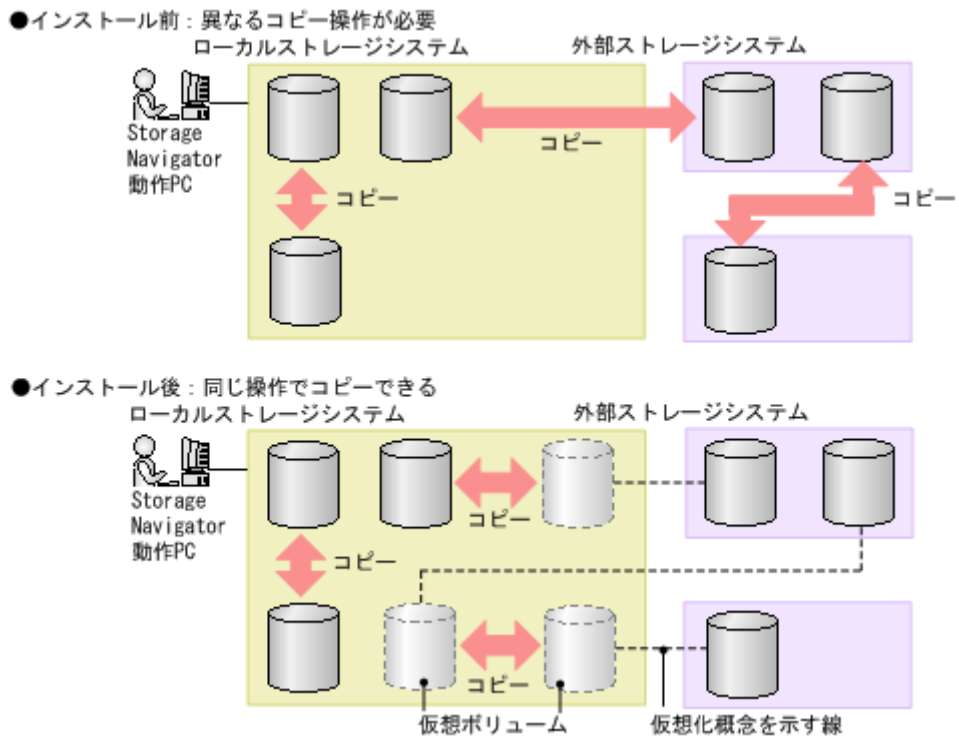 ●インストール前：異なるコピー操作が必要
ローカルストレージシステム
外部ストレージシステム
Storage
Navigator
動作PC
コピー
コピー
コピー
●インストール後：同じ操作でコピーできる
ローカルストレージシステム
外部ストレージシステム
Storage
Navigator
動作PC
コピー
コピー
コピー
仮想ボリューム
仮想化概念を示す線